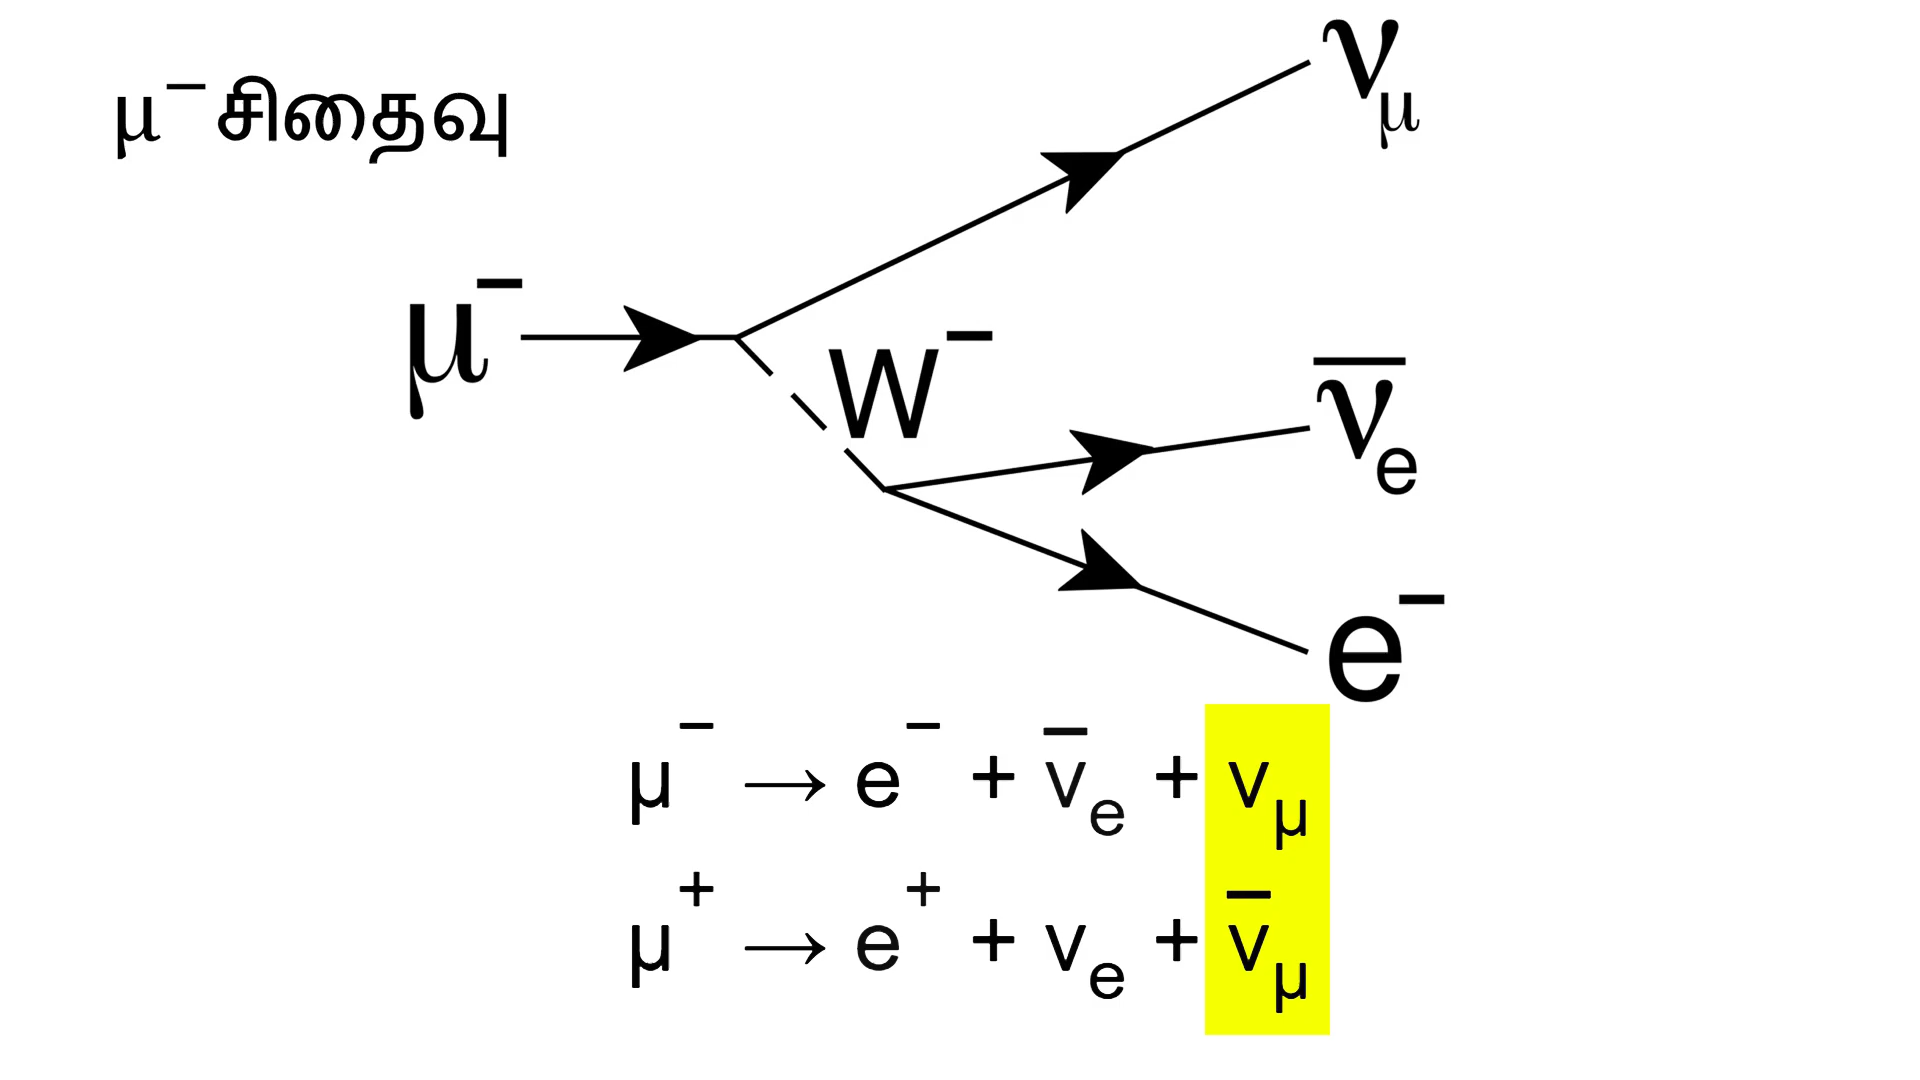 μ⁻ சிதைவு
ν_μ
μ⁻
W⁻
ν̅_e
e⁻
μ⁻ → e⁻ + ν̅_e + ν_μ
μ⁺ → e⁺ + ν_e + ν̅_μ